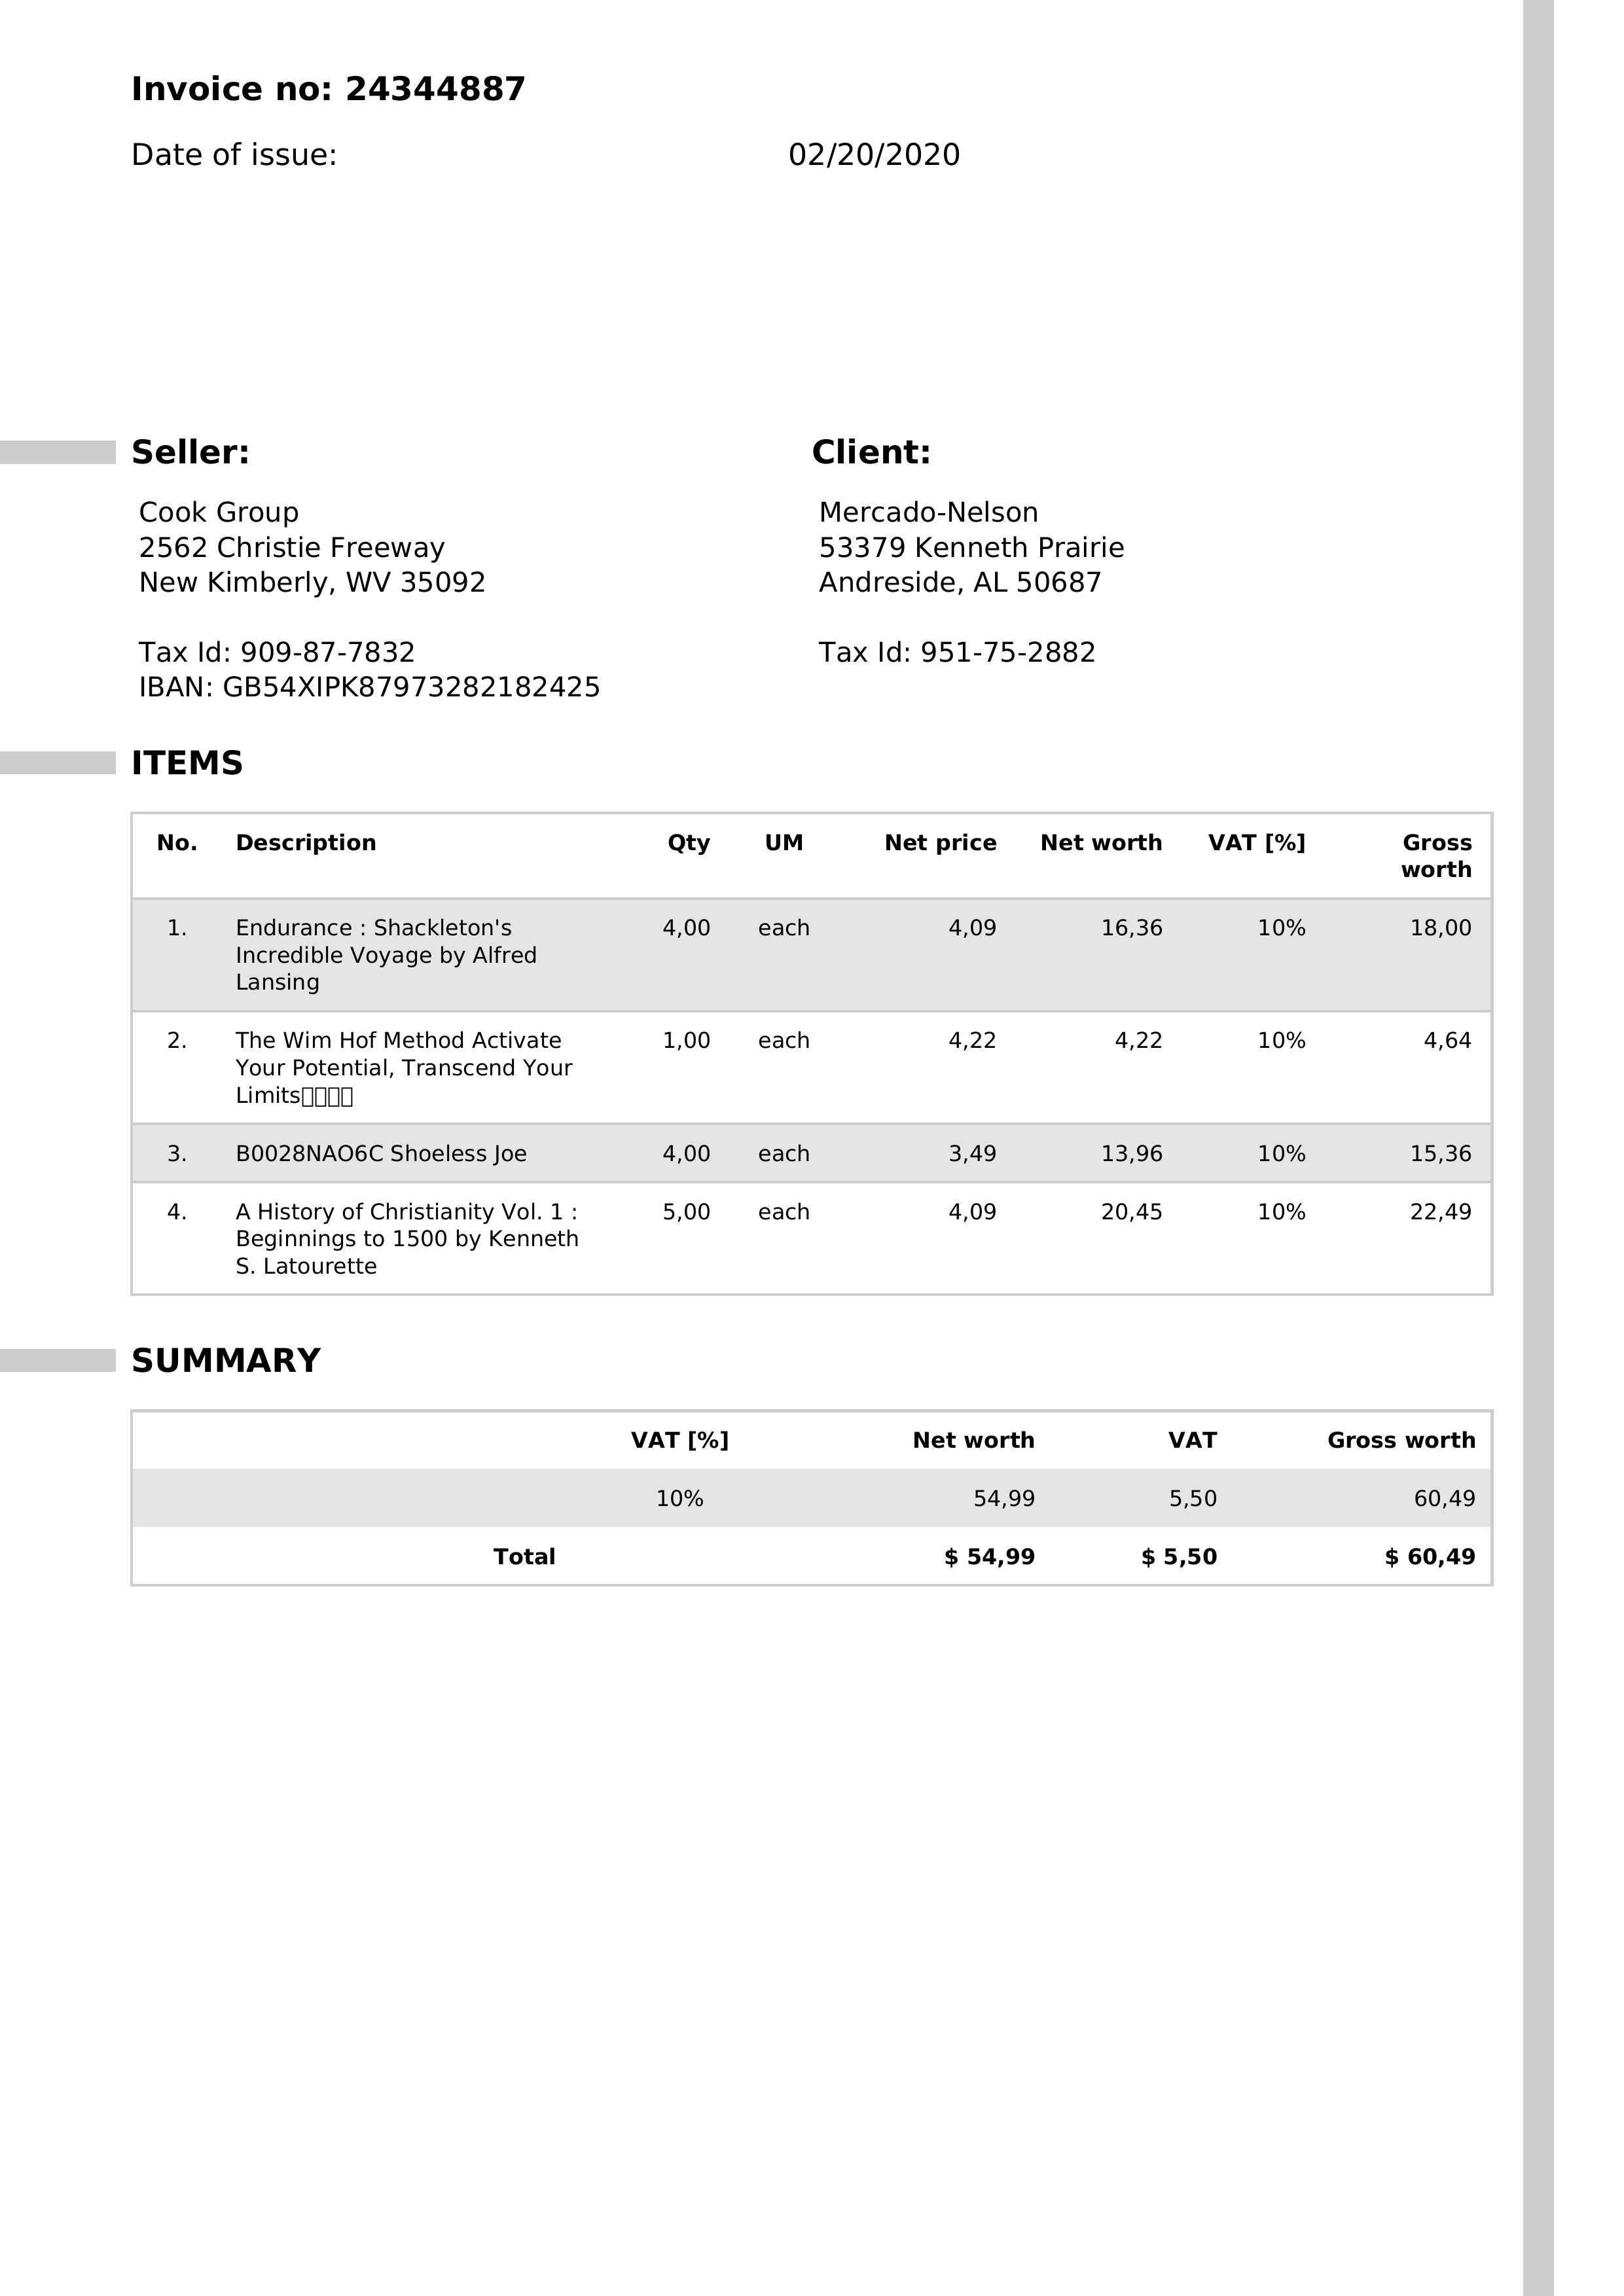 Invoice no: 24344887
Date of issue: 02/20/2020
Seller:
Cook Group
2562 Christie Freeway
New Kimberly, WV 35092
Tax Id: 909-87-7832
IBAN: GB54XIPK87973282182425
Client:
Mercado-Nelson
53379 Kenneth Prairie
Andreside, AL 50687
Tax Id: 951-75-2882
ITEMS
No. Description Qty UM Net price Net worth VAT [%] Gross
worth
1. Endurance : Shackleton's 4,00 each 4,09 16,36 10% 18,00
Incredible Voyage by Alfred
Lansing
2. The Wim Hof Method Activate 1,00 each 4,22 4,22 10% 4,64
Your Potential, Transcend Your
Limits
3. B0028NAO6C Shoeless Joe 4,00 each 3,49 13,96 10% 15,36
4. A History of Christianity Vol. 1 : 5,00 each 4,09 20,45 10% 22,49
Beginnings to 1500 by Kenneth
S. Latourette
SUMMARY
VAT [%] Net worth VAT Gross worth
10% 54,99 5,50 60,49
Total $ 54,99 $ 5,50 $ 60,49